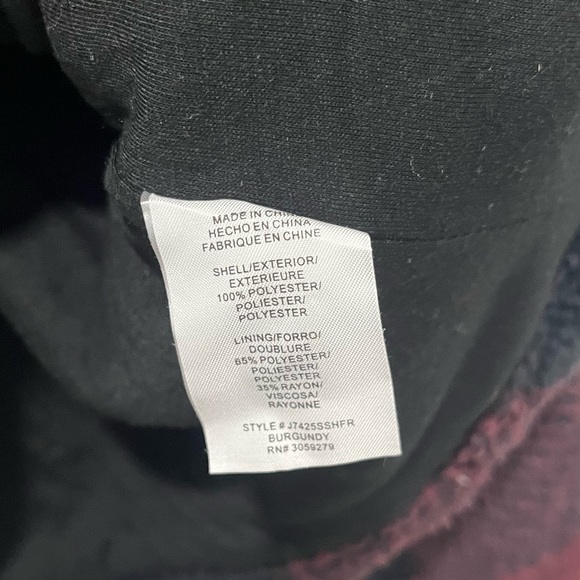 MADE IN CHINA
HECHO EN CHINA
FABRIQUE EN CHINE
SHELL/EXTERIOR/
EXTERIEURE
100% POLYESTER/
POLIESTER/
POLYESTER
LINING/FORRO/
DOUBLURE
65% POLYESTER/
POLIESTER/
POLYESTER
35% RAYON/
VISCOSA/
RAYONNE
STYLE # J7425SSHFR
BURGUNDY
RN# 3059279